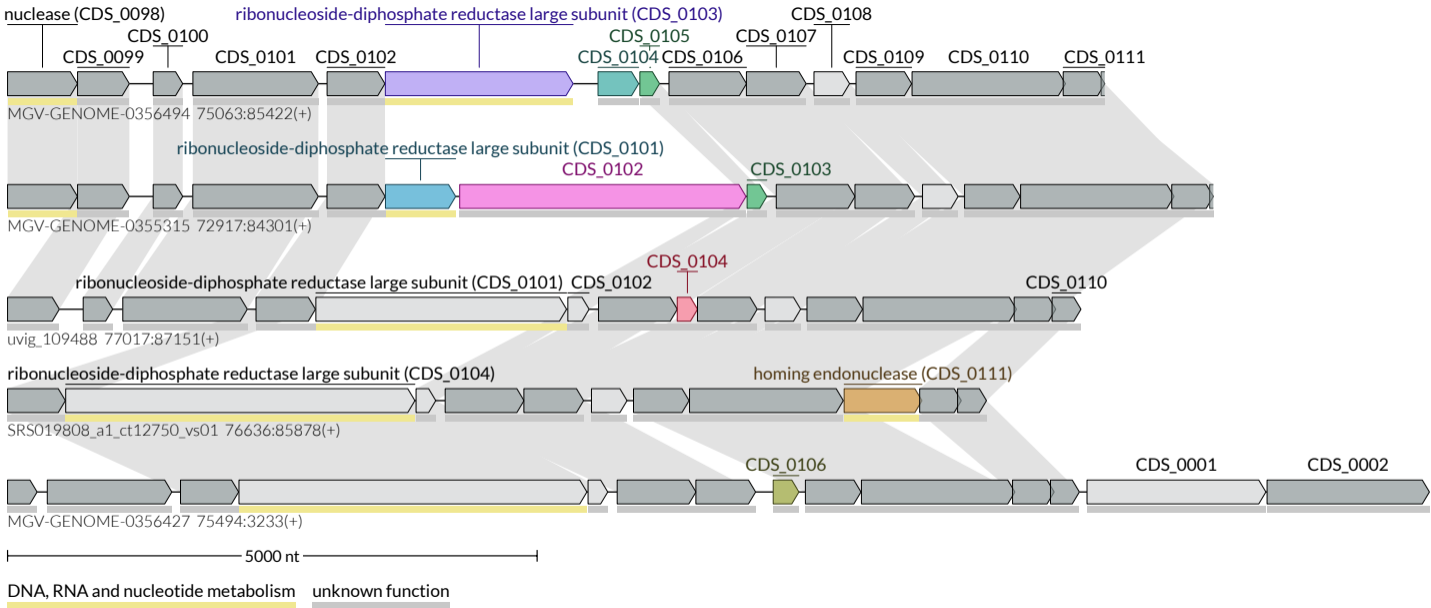 nuclease (CDS_0098)
ribonucleoside-diphosphate reductase large subunit (CDS_0103)
CDS_0108
CDS_0100
CDS_0105
CDS_0107
CDS_0099
CDS_0101
CDS_0102
CDS_0104
CDS_0106
CDS_0109
CDS_0110
CDS_0111
MGV-GENOME-0356494 75063:85422(+)
ribonucleoside-diphosphate reductase large subunit (CDS_0101)
CDS_0102
CDS_0103
MGV-GENOME-0355315 72917:84301(+)
CDS_0104
ribonucleoside-diphosphate reductase large subunit (CDS_0101)
CDS_0102
CDS_0110
uvig_109488 77017:87151(+)
ribonucleoside-diphosphate reductase large subunit (CDS_0104)
homing endonuclease (CDS_0111)
SRS019808_a1_ct12750_vs01 76636:85878(+)
CDS_0106
CDS_0001
CDS_0002
MGV-GENOME-0356427 75494:3233(+)
5000 nt
DNA, RNA and nucleotide metabolism
unknown function